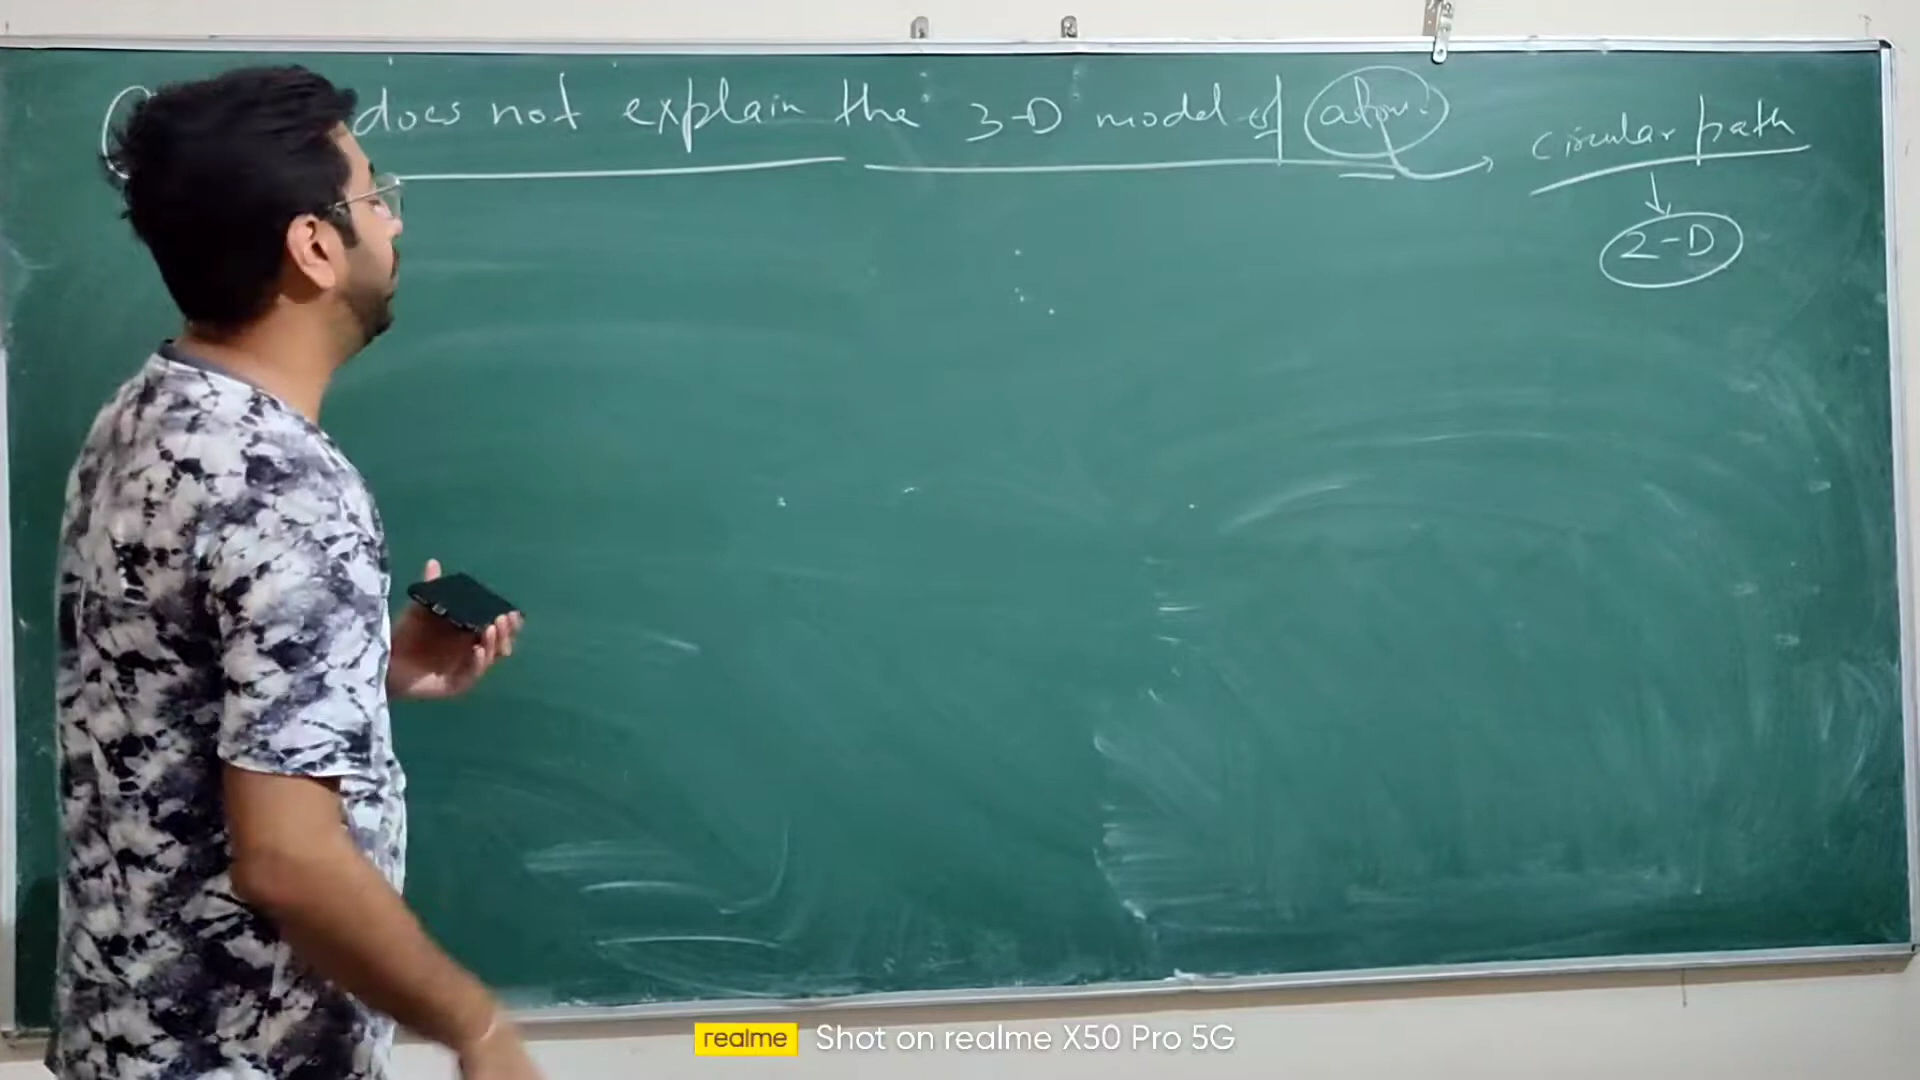 does not explain the 3-D model of atom.
circular path
2-D
realme Shot on realme X50 Pro 5G